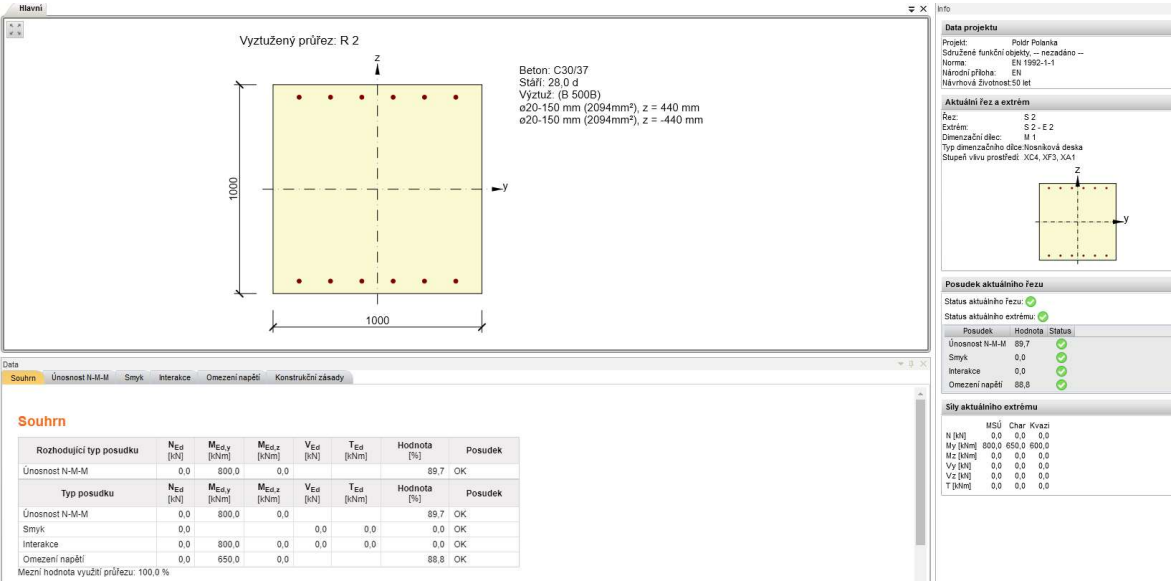 Hlavní
Vyztužený průřez: R 2
z
y
1000
1000
Beton: C30/37
Stáří: 28,0 d
Výztuž: (B 500B)
ø20-150 mm (2094mm²), z = 440 mm
ø20-150 mm (2094mm²), z = -440 mm
Data
Souhrn Únosnost N-M-M Smyk Interakce Omezení napětí Konstrukční zásady
Souhrn
Rozhodující typ posudku N_Ed [kN] M_Ed,y [kNm] M_Ed,z [kNm] V_Ed [kN] T_Ed [kNm] Hodnota [%] Posudek
Únosnost N-M-M 0,0 800,0 0,0 89,7 OK
Typ posudku N_Ed [kN] M_Ed,y [kNm] M_Ed,z [kNm] V_Ed [kN] T_Ed [kNm] Hodnota [%] Posudek
Únosnost N-M-M 0,0 800,0 0,0 89,7 OK
Smyk 0,0 0,0 0,0 0,0 OK
Interakce 0,0 800,0 0,0 0,0 0,0 0,0 OK
Omezení napětí 0,0 650,0 0,0 88,8 OK
Mezní hodnota využití průřezu: 100,0 %
Info
Data projektu
Projekt: Poldr Polanka
Sdružené funkční objekty, -- nezadáno --
Norma: EN 1992-1-1
Národní příloha: EN
Návrhová životnost: 50 let
Aktuální řez a extrém
Řez: S 2
Extrém: S 2 - E 2
Dimenzační dílec: M 1
Typ dimenzačního dílce: Nosníková deska
Stupeň vlivu prostředí: XC4, XF3, XA1
z
y
Posudek aktuálního řezu
Status aktuálního řezu:
Status aktuálního extrému:
Posudek Hodnota Status
Únosnost N-M-M 89,7
Smyk 0,0
Interakce 0,0
Omezení napětí 88,8
Síly aktuálního extrému
MSÚ Char Kvazi
N [kN] 0,0 0,0 0,0
My [kNm] 800,0 650,0 600,0
Mz [kNm] 0,0 0,0 0,0
Vy [kN] 0,0 0,0 0,0
Vz [kN] 0,0 0,0 0,0
T [kNm] 0,0 0,0 0,0